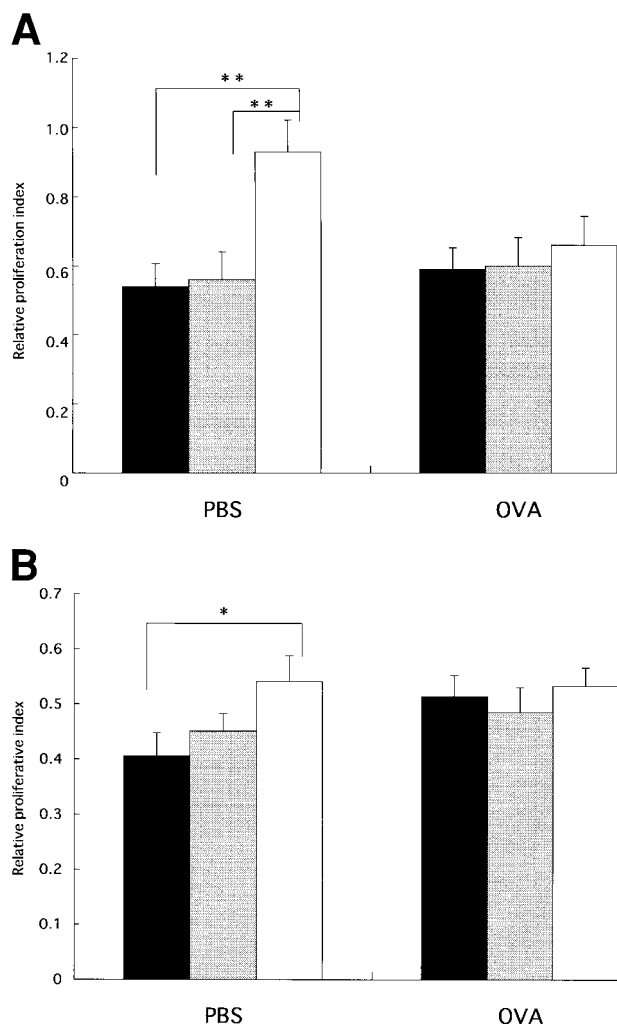 A
Relative proliferation index
1.2
1.0
0.8
0.6
0.4
0.2
0
**
**
PBS
OVA
B
Relative proliferative index
0.7
0.6
0.5
0.4
0.3
0.2
0.1
0
*
PBS
OVA